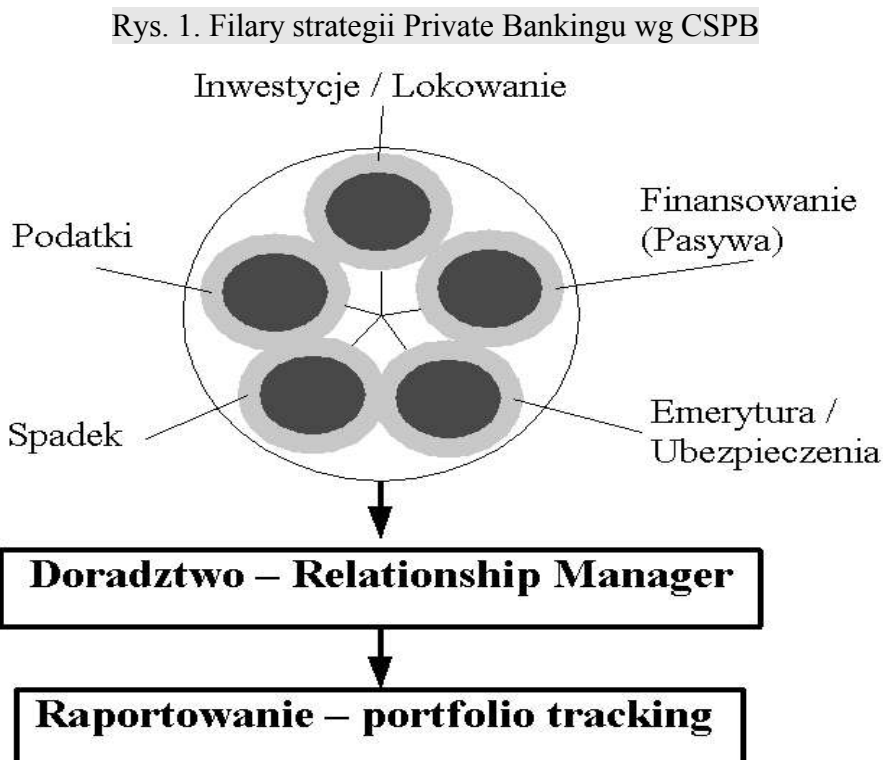 Rys. 1. Filary strategii Private Bankingu wg CSPB
Inwestycje / Lokowanie
Podatki
Finansowanie
(Pasywa)
Spadek
Emerytura /
Ubezpieczenia
Doradztwo – Relationship Manager
Raportowanie – portfolio tracking